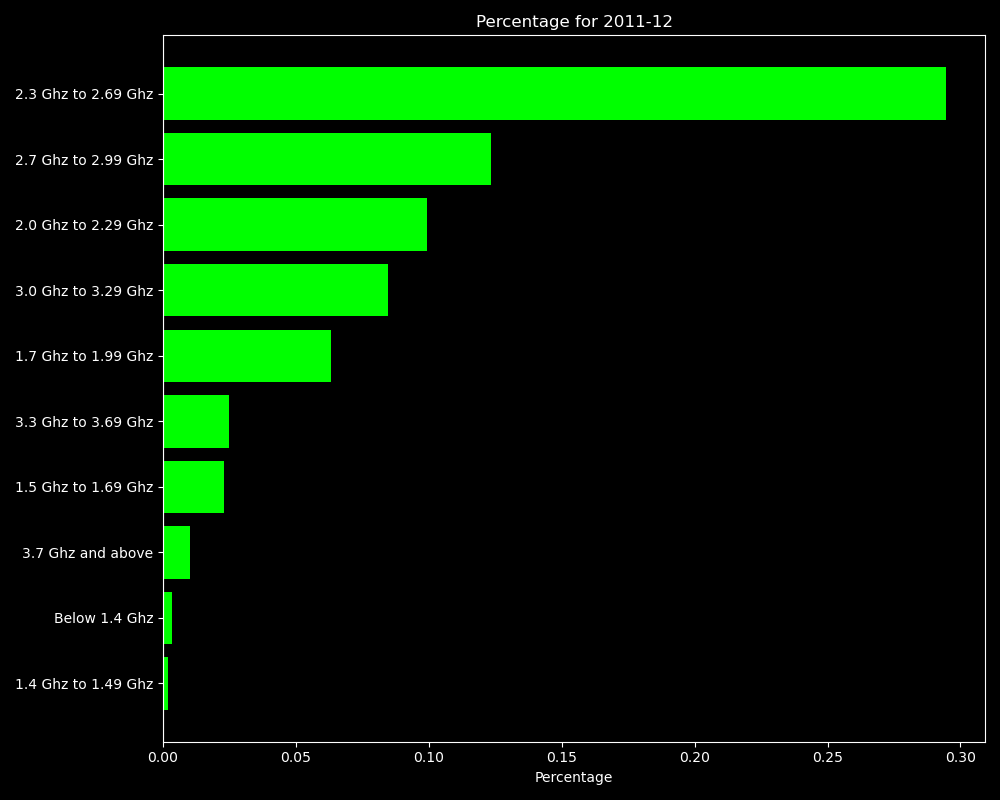 Percentage for 2011-12
2.3 Ghz to 2.69 Ghz
2.7 Ghz to 2.99 Ghz
2.0 Ghz to 2.29 Ghz
3.0 Ghz to 3.29 Ghz
1.7 Ghz to 1.99 Ghz
3.3 Ghz to 3.69 Ghz
1.5 Ghz to 1.69 Ghz
3.7 Ghz and above
Below 1.4 Ghz
1.4 Ghz to 1.49 Ghz
0.00 0.05 0.10 0.15 0.20 0.25 0.30
Percentage